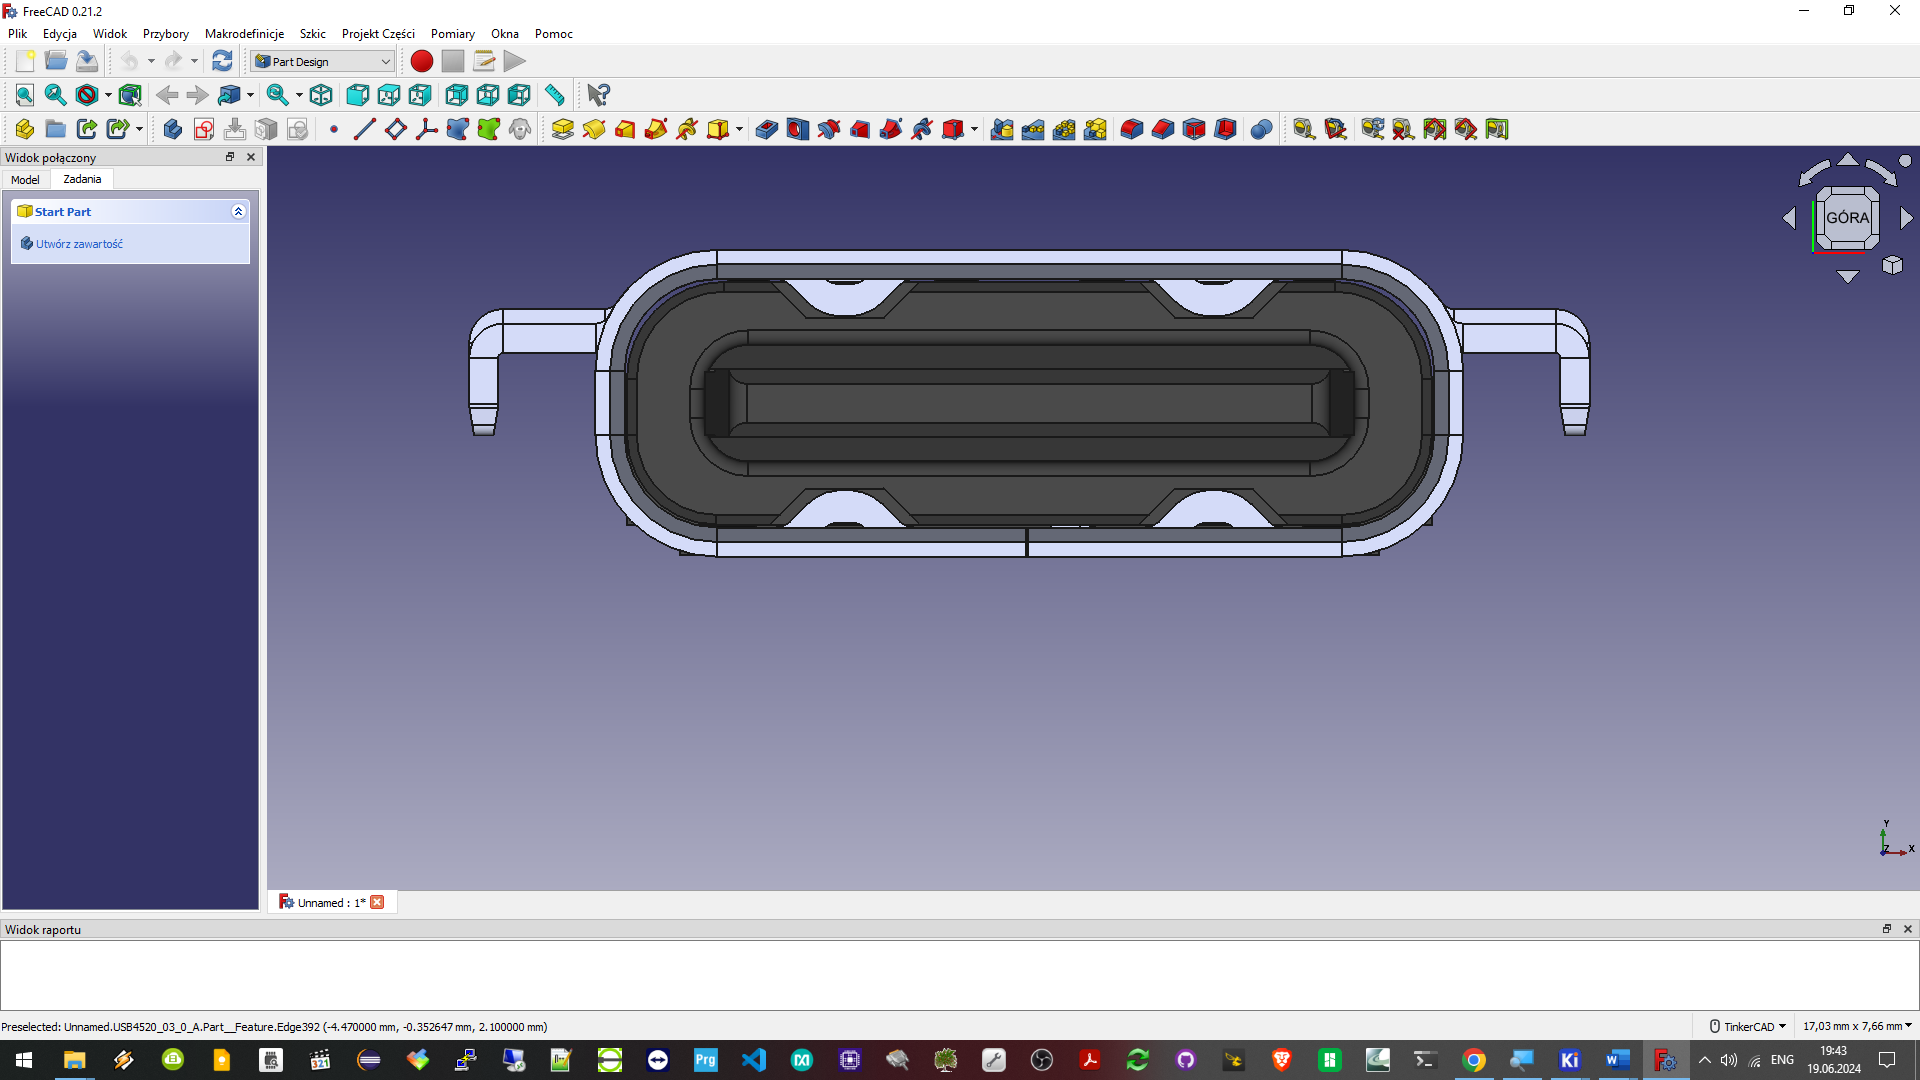 FreeCAD 0.21.2
Plik Edycja Widok Przybory Makrodefinicje Szkic Projekt Części Pomiary Okna Pomoc
Part Design
Widok połączony
Model Zadania
Start Part
Utwórz zawartość
GÓRA
Y
Z X
Unnamed : 1*
Widok raportu
Preselected: Unnamed.USB4520_03_0_A.Part__Feature.Edge392 (-4.470000 mm, -0.352647 mm, 2.100000 mm)
TinkerCAD 17,03 mm x 7,66 mm
321
Prg
Ki
ENG
19:43
19.06.2024